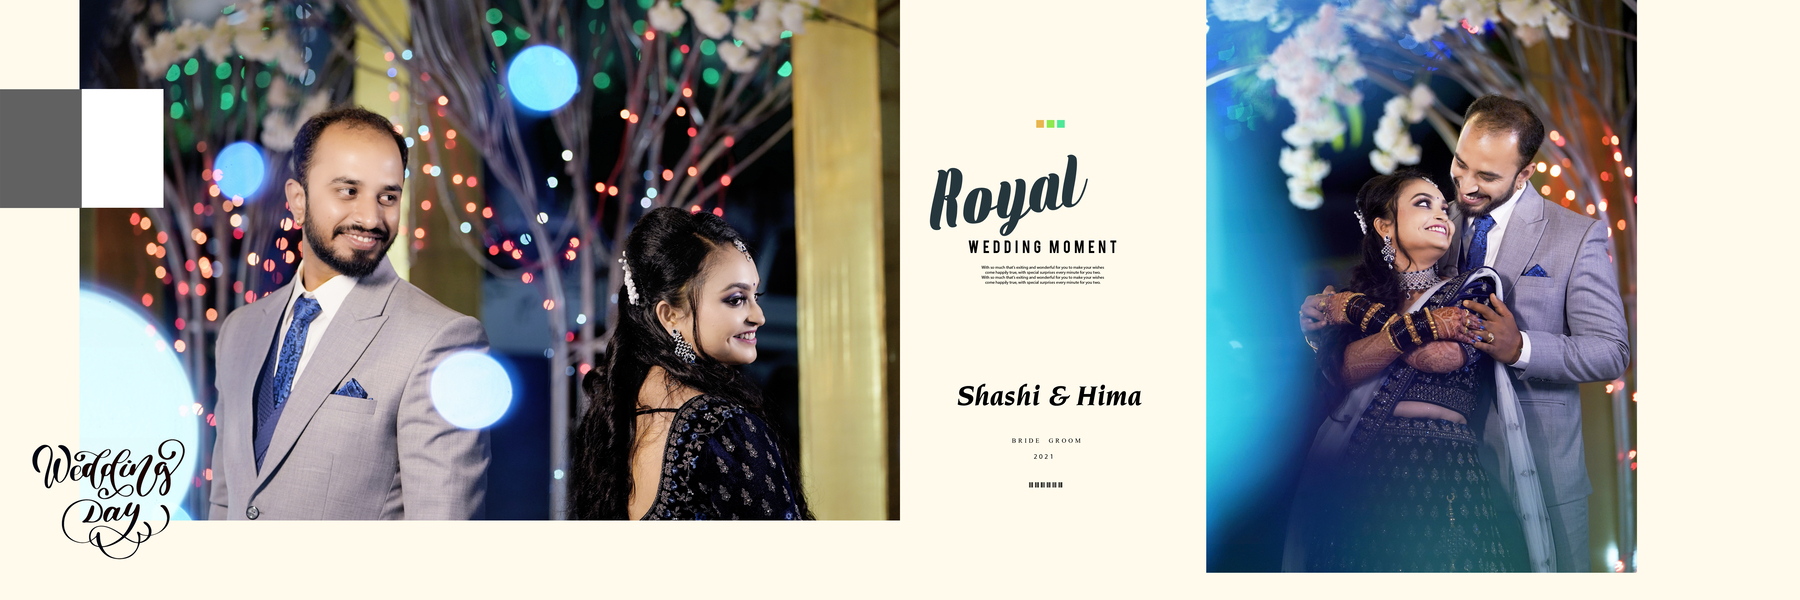 Wedding
Day
Royal
WEDDING MOMENT
With so much that's exiting and wonderful for you to make your wishes
come happily true, with special surprises every minute for you two.
With so much that's exiting and wonderful for you to make your wishes
come happily true, with special surprises every minute for you two.
Shashi & Hima
BRIDE GROOM
2021